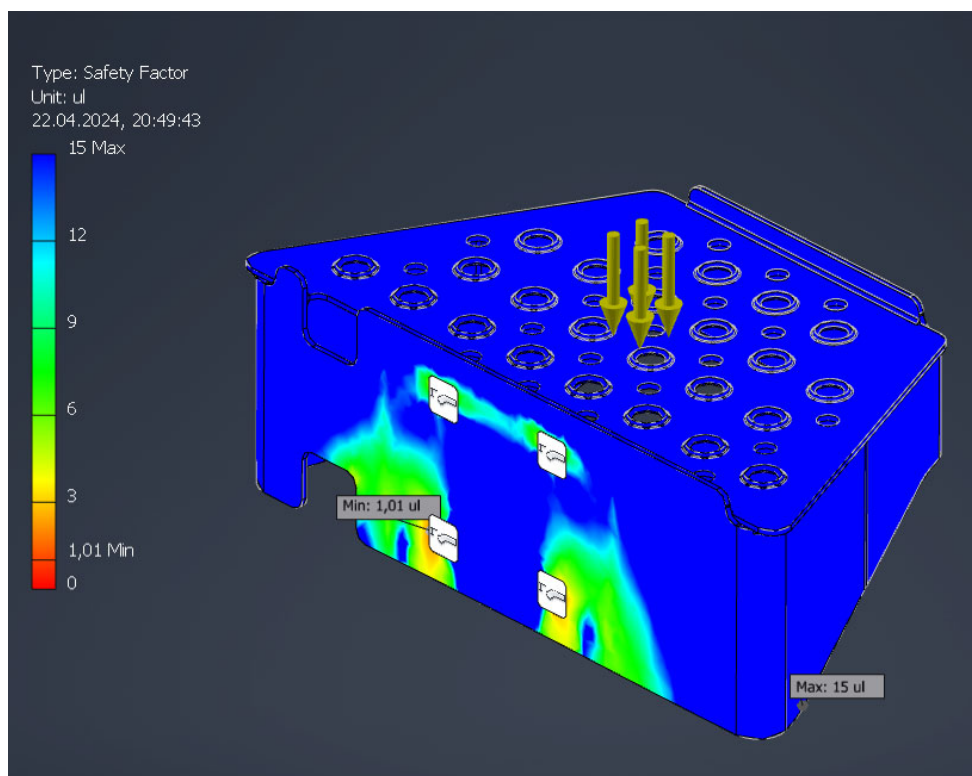 Type: Safety Factor
Unit: ul
22.04.2024, 20:49:43
15 Max
12
9
6
3
1,01 Min
0
Min: 1,01 ul
Max: 15 ul